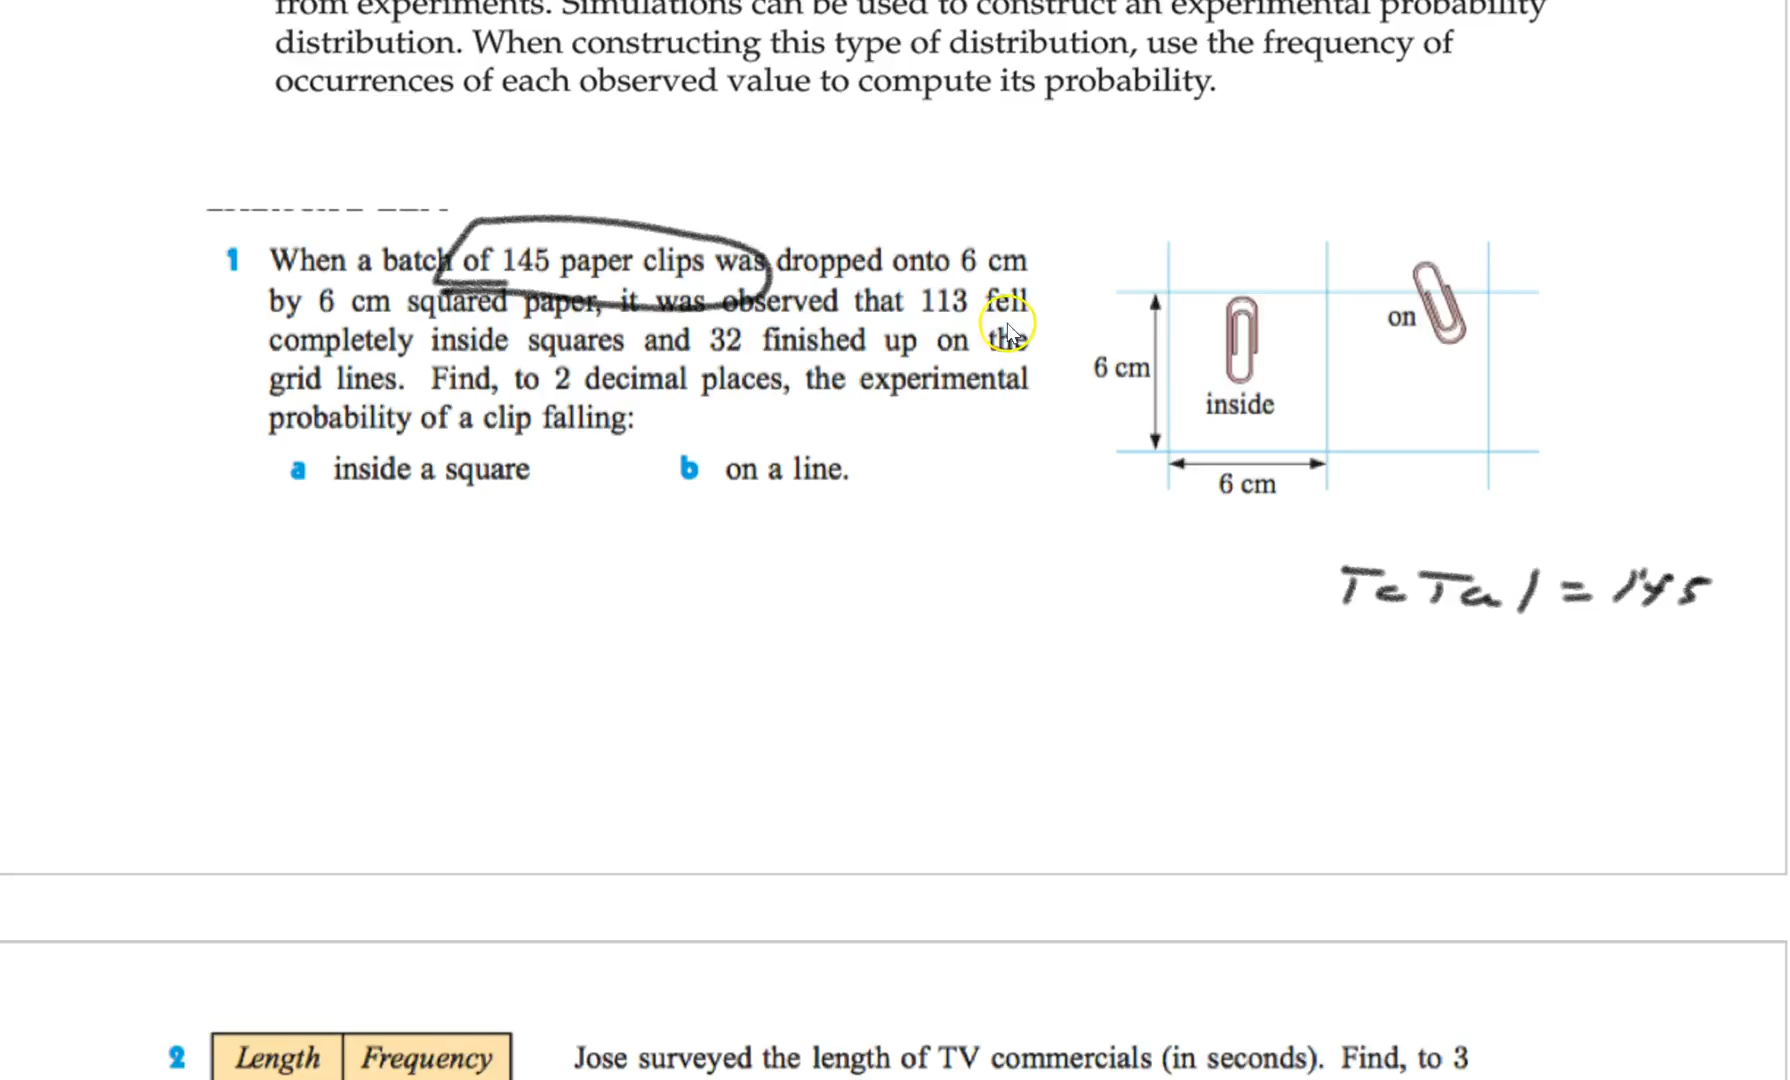 from experiments. Simulations can be used to construct an experimental probability
distribution. When constructing this type of distribution, use the frequency of
occurrences of each observed value to compute its probability.
1 When a batch of 145 paper clips was dropped onto 6 cm
by 6 cm squared paper, it was observed that 113 fell
completely inside squares and 32 finished up on the
grid lines. Find, to 2 decimal places, the experimental
probability of a clip falling:
a inside a square b on a line.
on
6 cm
inside
6 cm
Total = 145
2 Length Frequency Jose surveyed the length of TV commercials (in seconds). Find, to 3